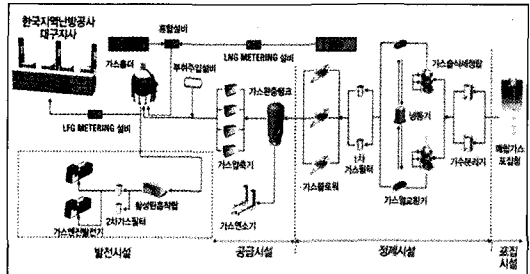 한국지역난방공사
대구지사
혼합설비
LNG METERING 설비
가스홀더
부취주입설비
가스완충탱크
가스습식세정탑
냉동기
LFG METERING 설비
가스압축기
1차
가스필터
가스블로워
가수분리기
매립가스
포집정
가스열교환기
가스연소기
활성탄흡착탑
2차가스필터
가스엔진발전기
발전시설
공급시설
정제시설
포집
시설